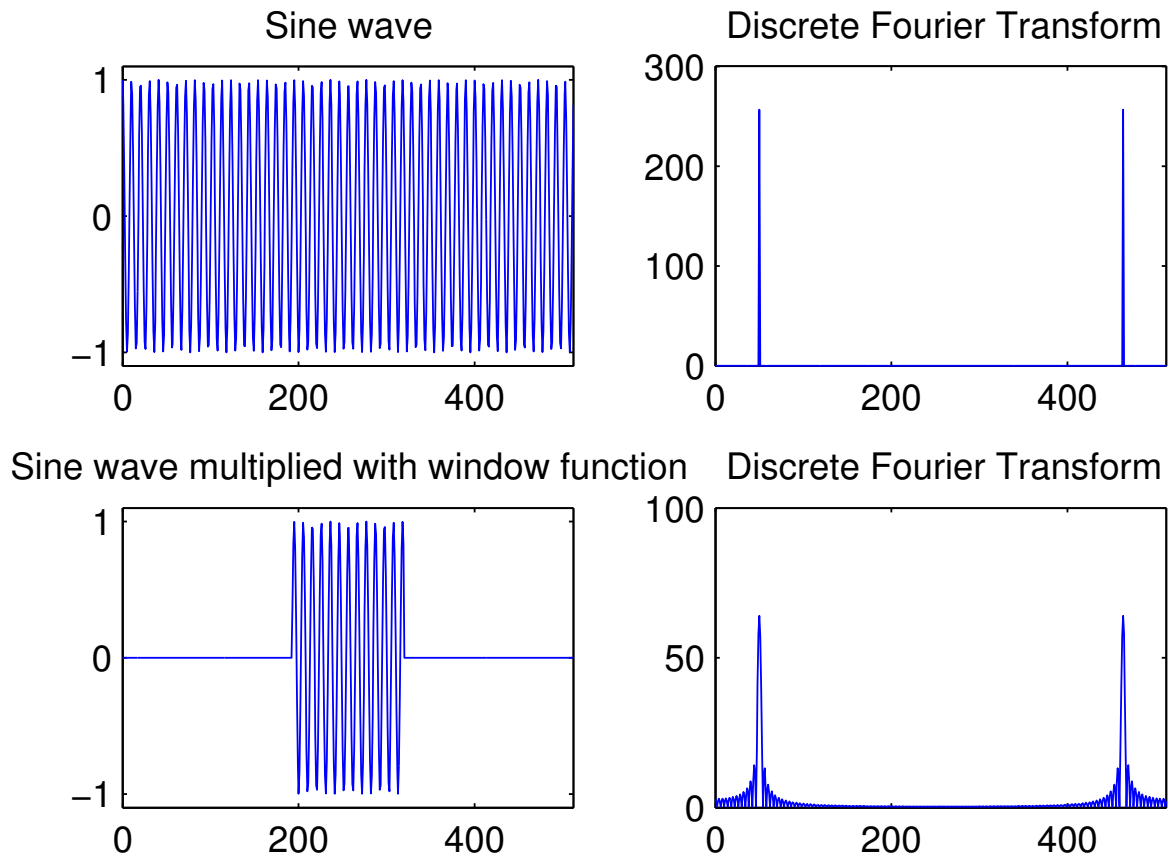 Sine wave
1
0
−1
0 200 400
Discrete Fourier Transform
300
200
100
0
0 200 400
Sine wave multiplied with window function
1
0
−1
0 200 400
Discrete Fourier Transform
100
50
0
0 200 400